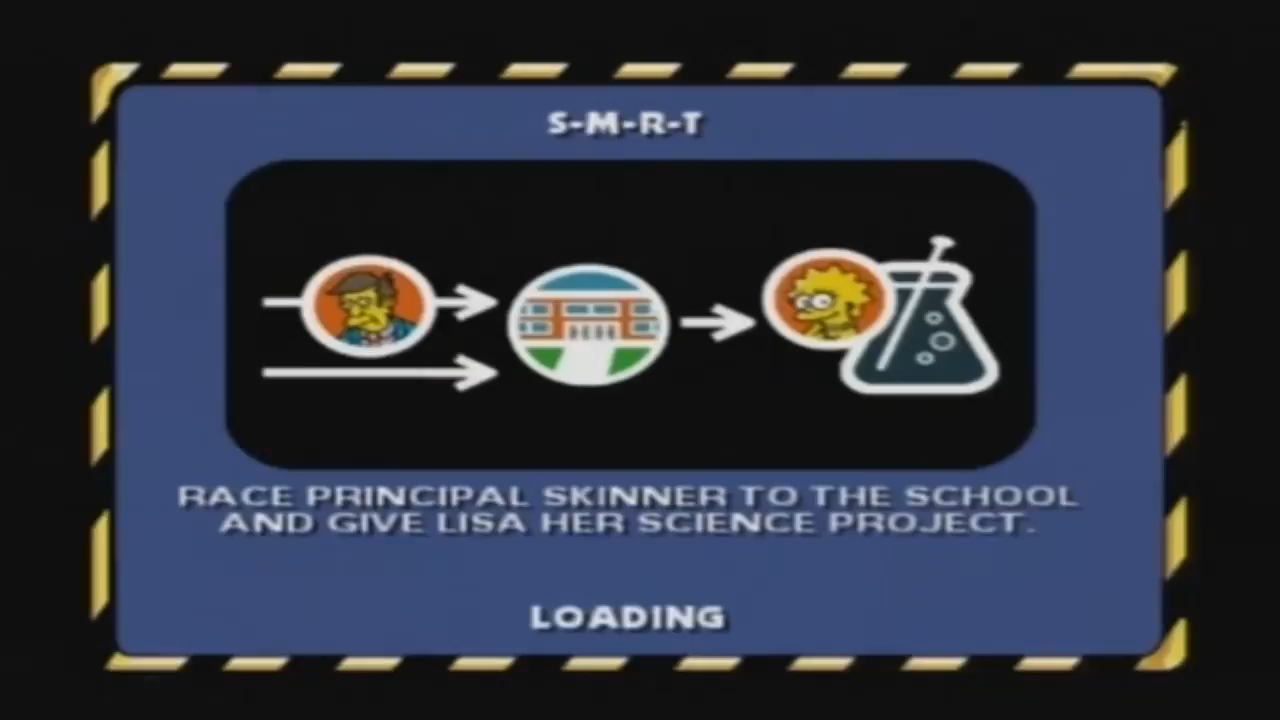 S-M-R-T
RACE PRINCIPAL SKINNER TO THE SCHOOL
AND GIVE LISA HER SCIENCE PROJECT.
LOADING